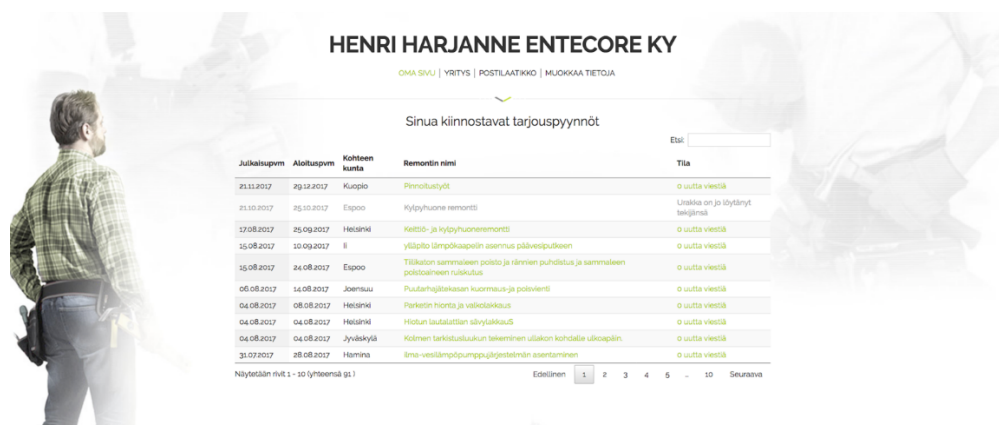 HENRI HARJANNE ENTECORE KY
OMA SIVU | YRITYS | POSTILAATIKKO | MUOKKAA TIETOJA
Sinua kiinnostavat tarjouspyynnöt
Etsi:
Julkaisupvm Aloituspvm Kohteen kunta Remontin nimi Tila
21.11.2017 29.12.2017 Kuopio Pinnoitustyöt 0 uutta viestiä
21.10.2017 25.10.2017 Espoo Kylpyhuone remontti Urakka on jo löytänyt tekijänsä
17.08.2017 25.09.2017 Helsinki Keittiö- ja kylpyhuoneremontti 0 uutta viestiä
15.08.2017 10.09.2017 Ii ylläpito lämpökaapelin asennus päävesiputkeen 0 uutta viestiä
15.08.2017 24.08.2017 Espoo Tiilikaton sammaleen poisto ja rännien puhdistus ja sammaleen poistoaineen ruiskutus 0 uutta viestiä
06.08.2017 14.08.2017 Joensuu Puutarhajätekasan kuormaus-ja poisvienti 0 uutta viestiä
04.08.2017 08.08.2017 Helsinki Parketin hionta ja valkolakkaus 0 uutta viestiä
04.08.2017 04.08.2017 Helsinki Hiotun lautalattian sävylakkauS 0 uutta viestiä
04.08.2017 04.08.2017 Jyväskylä Kolmen tarkistusluukun tekeminen ullakon kohdalle ulkoapäin. 0 uutta viestiä
31.07.2017 28.08.2017 Hamina ilma-vesilämpöpumppujärjestelmän asentaminen 0 uutta viestiä
Näytetään rivit 1 - 10 (yhteensä 91 ) Edellinen 1 2 3 4 5 … 10 Seuraava